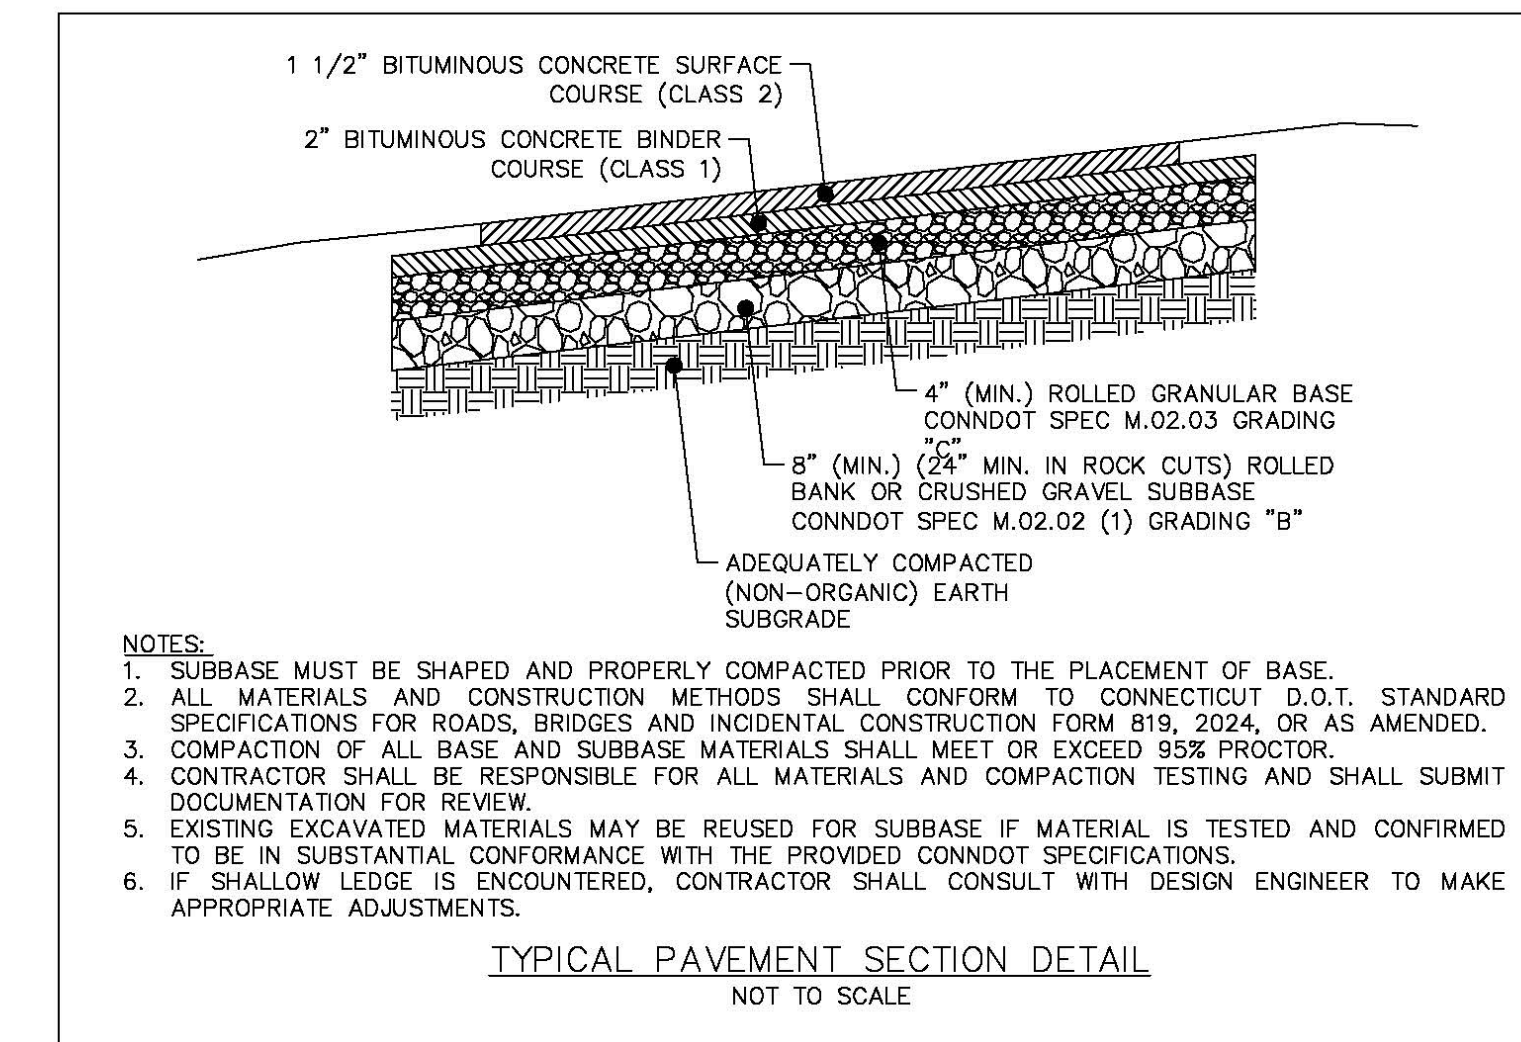 1 1/2" BITUMINOUS CONCRETE SURFACE
COURSE (CLASS 2)
2" BITUMINOUS CONCRETE BINDER
COURSE (CLASS 1)
4" (MIN.) ROLLED GRANULAR BASE
CONNDOT SPEC M.02.03 GRADING
"C"
8" (MIN.) (24" MIN. IN ROCK CUTS) ROLLED
BANK OR CRUSHED GRAVEL SUBBASE
CONNDOT SPEC M.02.02 (1) GRADING "B"
ADEQUATELY COMPACTED
(NON-ORGANIC) EARTH
SUBGRADE
NOTES:
1. SUBBASE MUST BE SHAPED AND PROPERLY COMPACTED PRIOR TO THE PLACEMENT OF BASE.
2. ALL MATERIALS AND CONSTRUCTION METHODS SHALL CONFORM TO CONNECTICUT D.O.T. STANDARD
SPECIFICATIONS FOR ROADS, BRIDGES AND INCIDENTAL CONSTRUCTION FORM 819, 2024, OR AS AMENDED.
3. COMPACTION OF ALL BASE AND SUBBASE MATERIALS SHALL MEET OR EXCEED 95% PROCTOR.
4. CONTRACTOR SHALL BE RESPONSIBLE FOR ALL MATERIALS AND COMPACTION TESTING AND SHALL SUBMIT
DOCUMENTATION FOR REVIEW.
5. EXISTING EXCAVATED MATERIALS MAY BE REUSED FOR SUBBASE IF MATERIAL IS TESTED AND CONFIRMED
TO BE IN SUBSTANTIAL CONFORMANCE WITH THE PROVIDED CONNDOT SPECIFICATIONS.
6. IF SHALLOW LEDGE IS ENCOUNTERED, CONTRACTOR SHALL CONSULT WITH DESIGN ENGINEER TO MAKE
APPROPRIATE ADJUSTMENTS.
TYPICAL PAVEMENT SECTION DETAIL
NOT TO SCALE